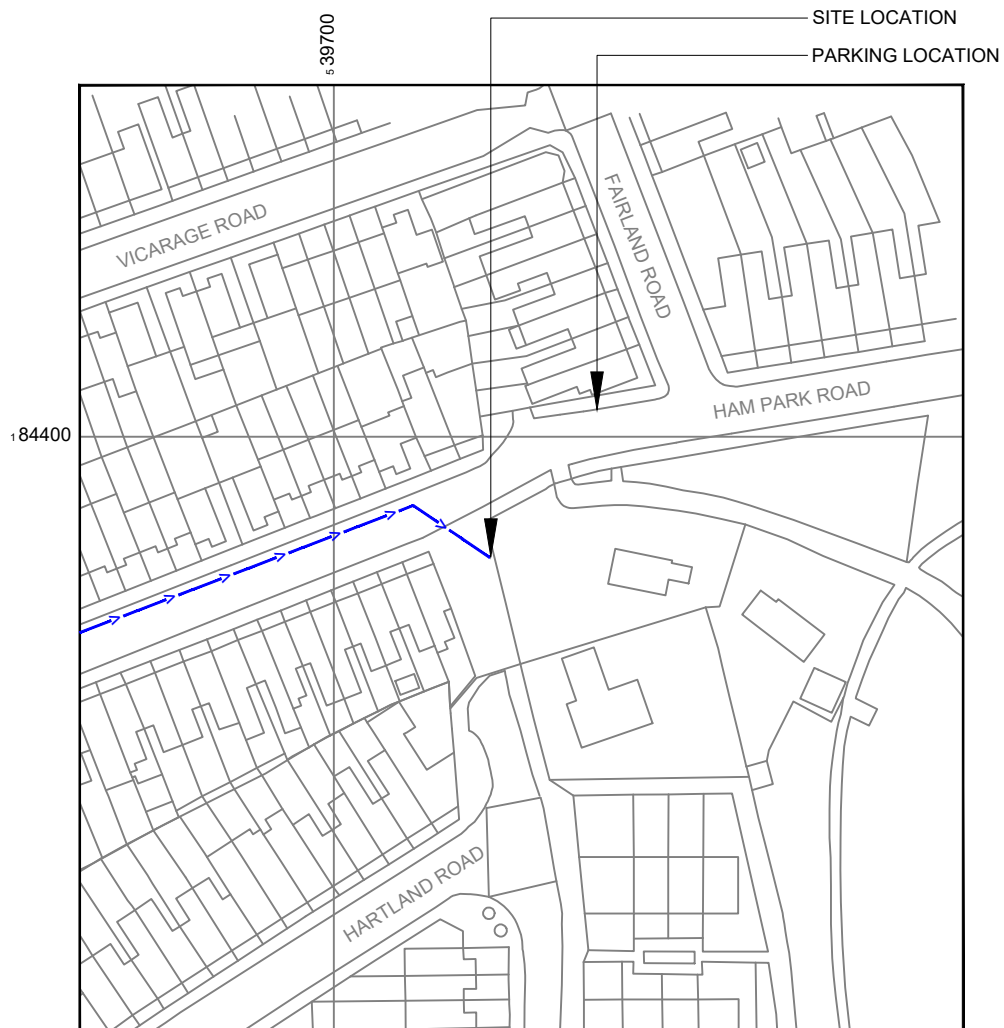 SITE LOCATION
539700
PARKING LOCATION
VICARAGE ROAD
FAIRLAND ROAD
HAM PARK ROAD
184400
HARTLAND ROAD